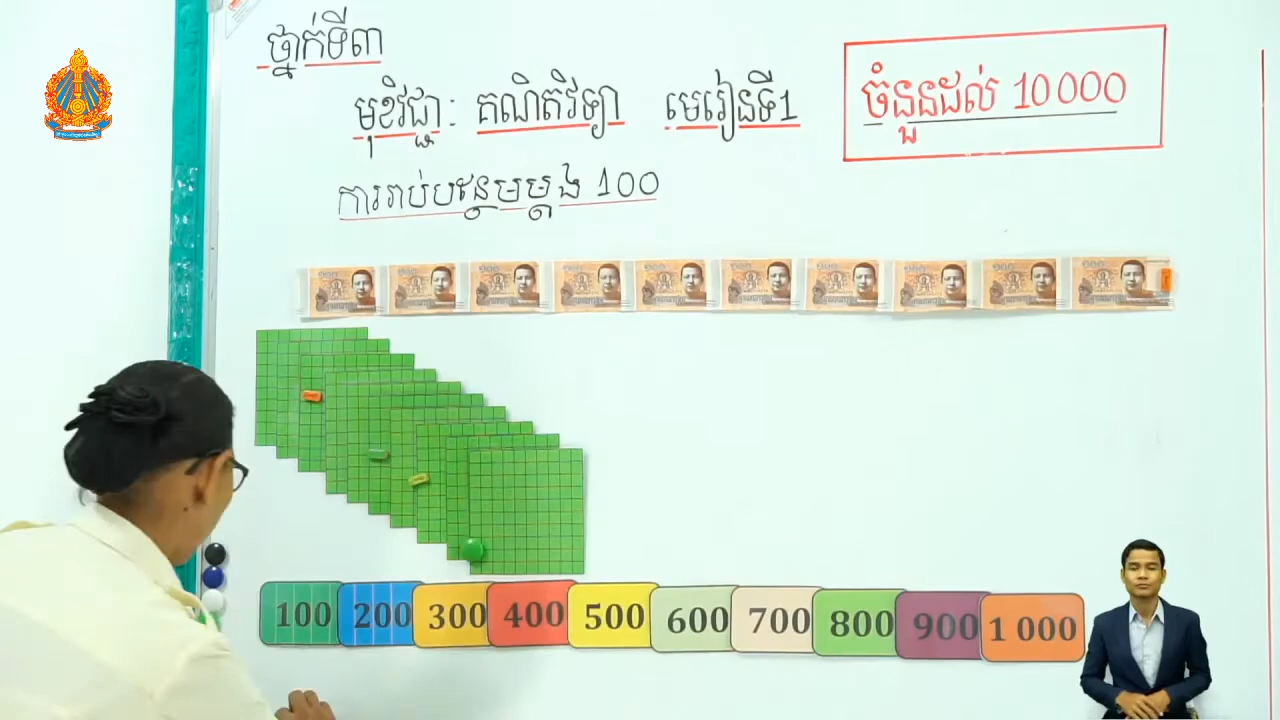 ថ្នាក់ទី៣
មុខវិជ្ជា: គណិតវិទ្យា មេរៀនទី1
ចំនួនដល់ 10 000
ការរាប់បន្ថែមម្តង 100
100 200 300 400 500 600 700 800 900 1 000